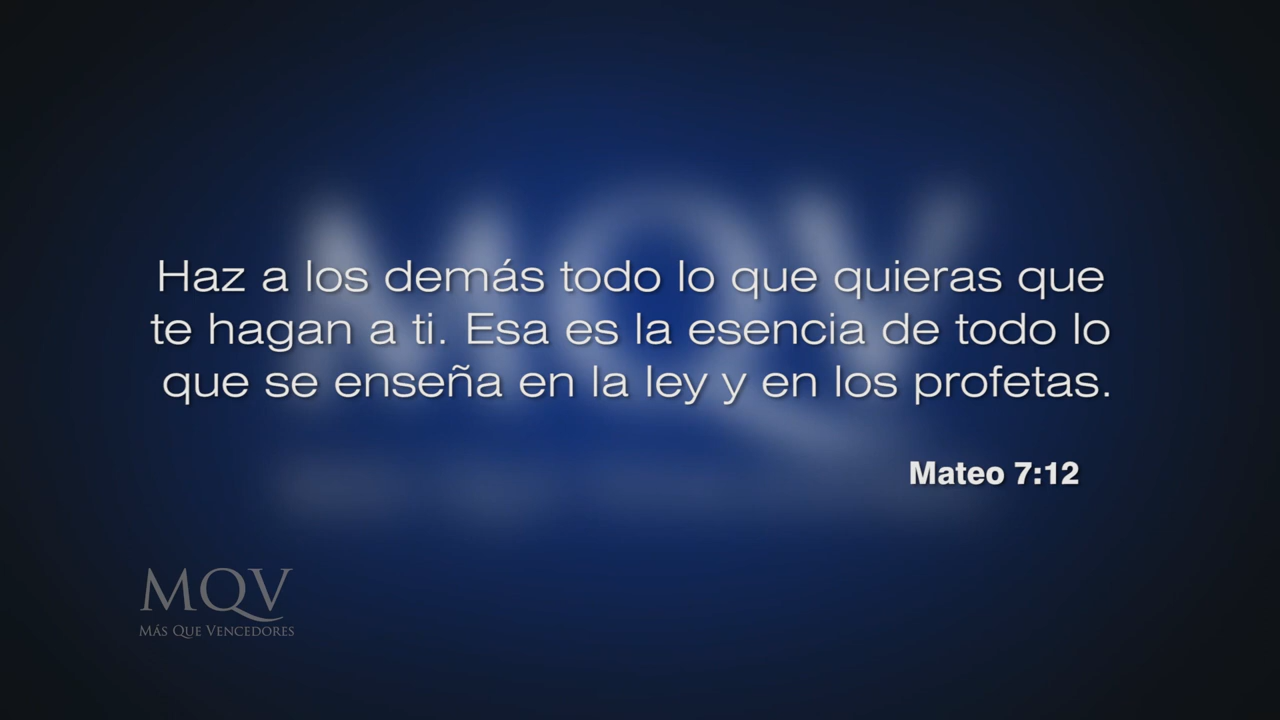 Haz a los demás todo lo que quieras que
te hagan a ti. Esa es la esencia de todo lo
que se enseña en la ley y en los profetas.
Mateo 7:12
MQV
MÁS QUE VENCEDORES